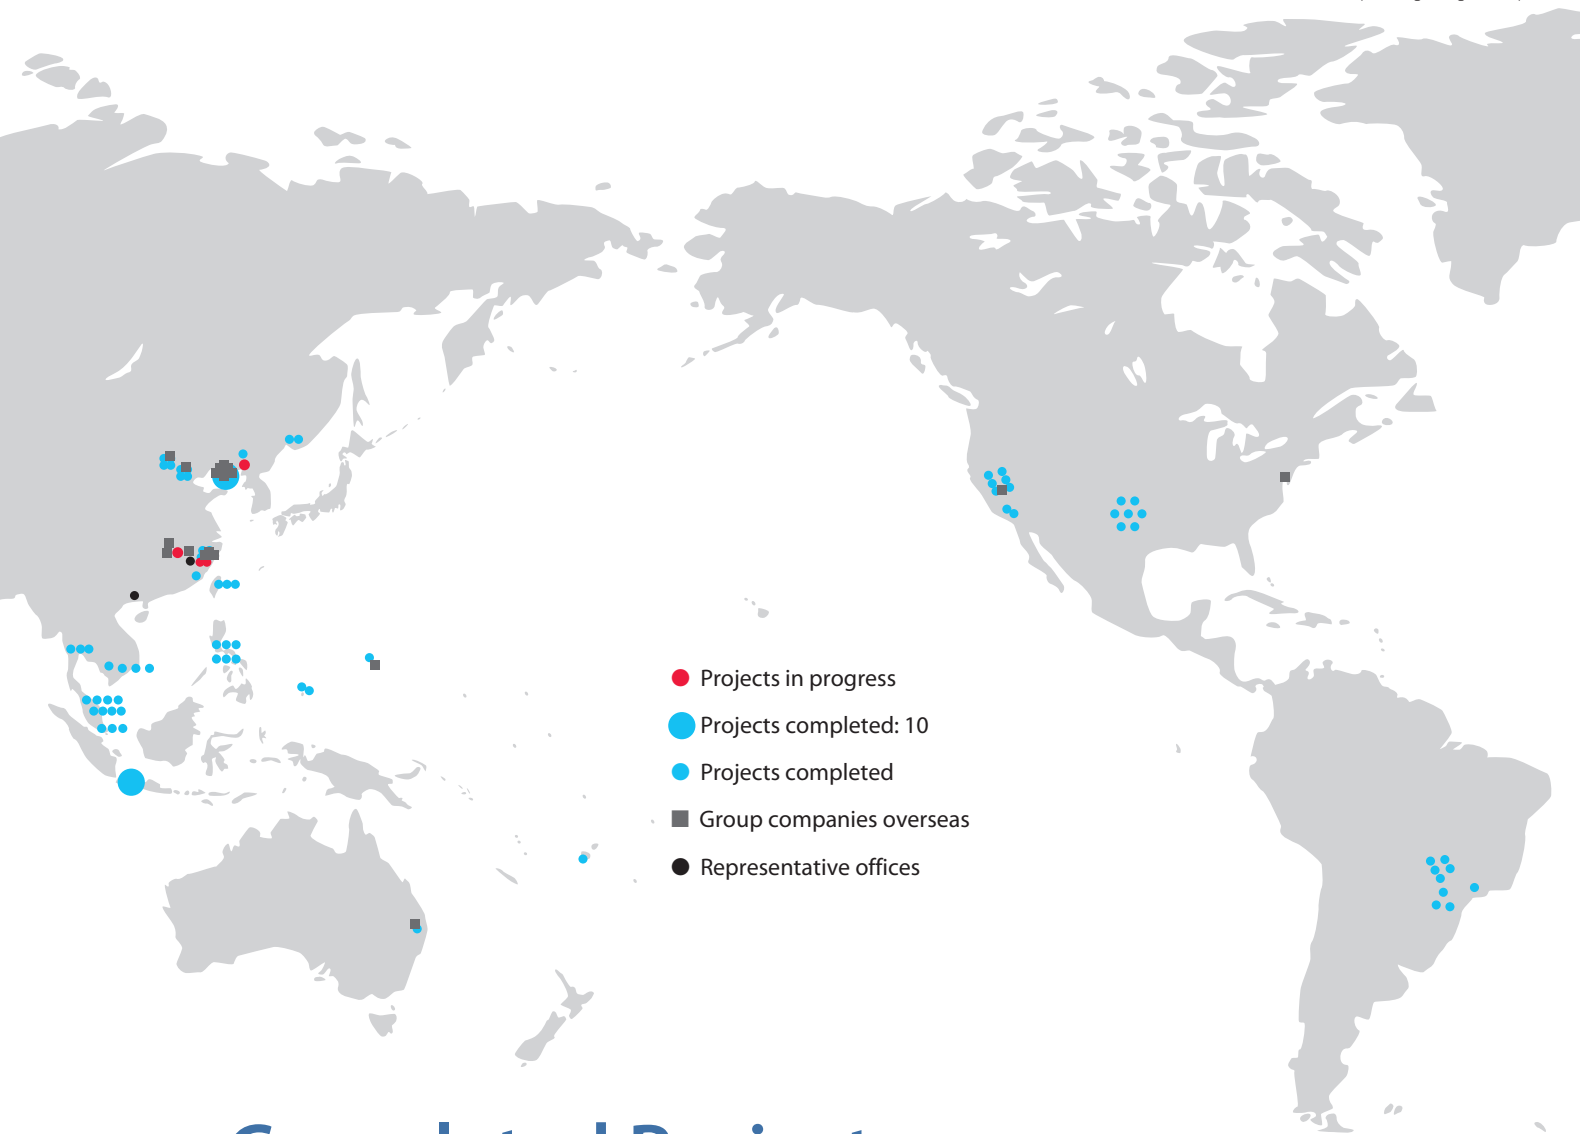 Projects in progress
Projects completed: 10
Projects completed
Group companies overseas
Representative offices